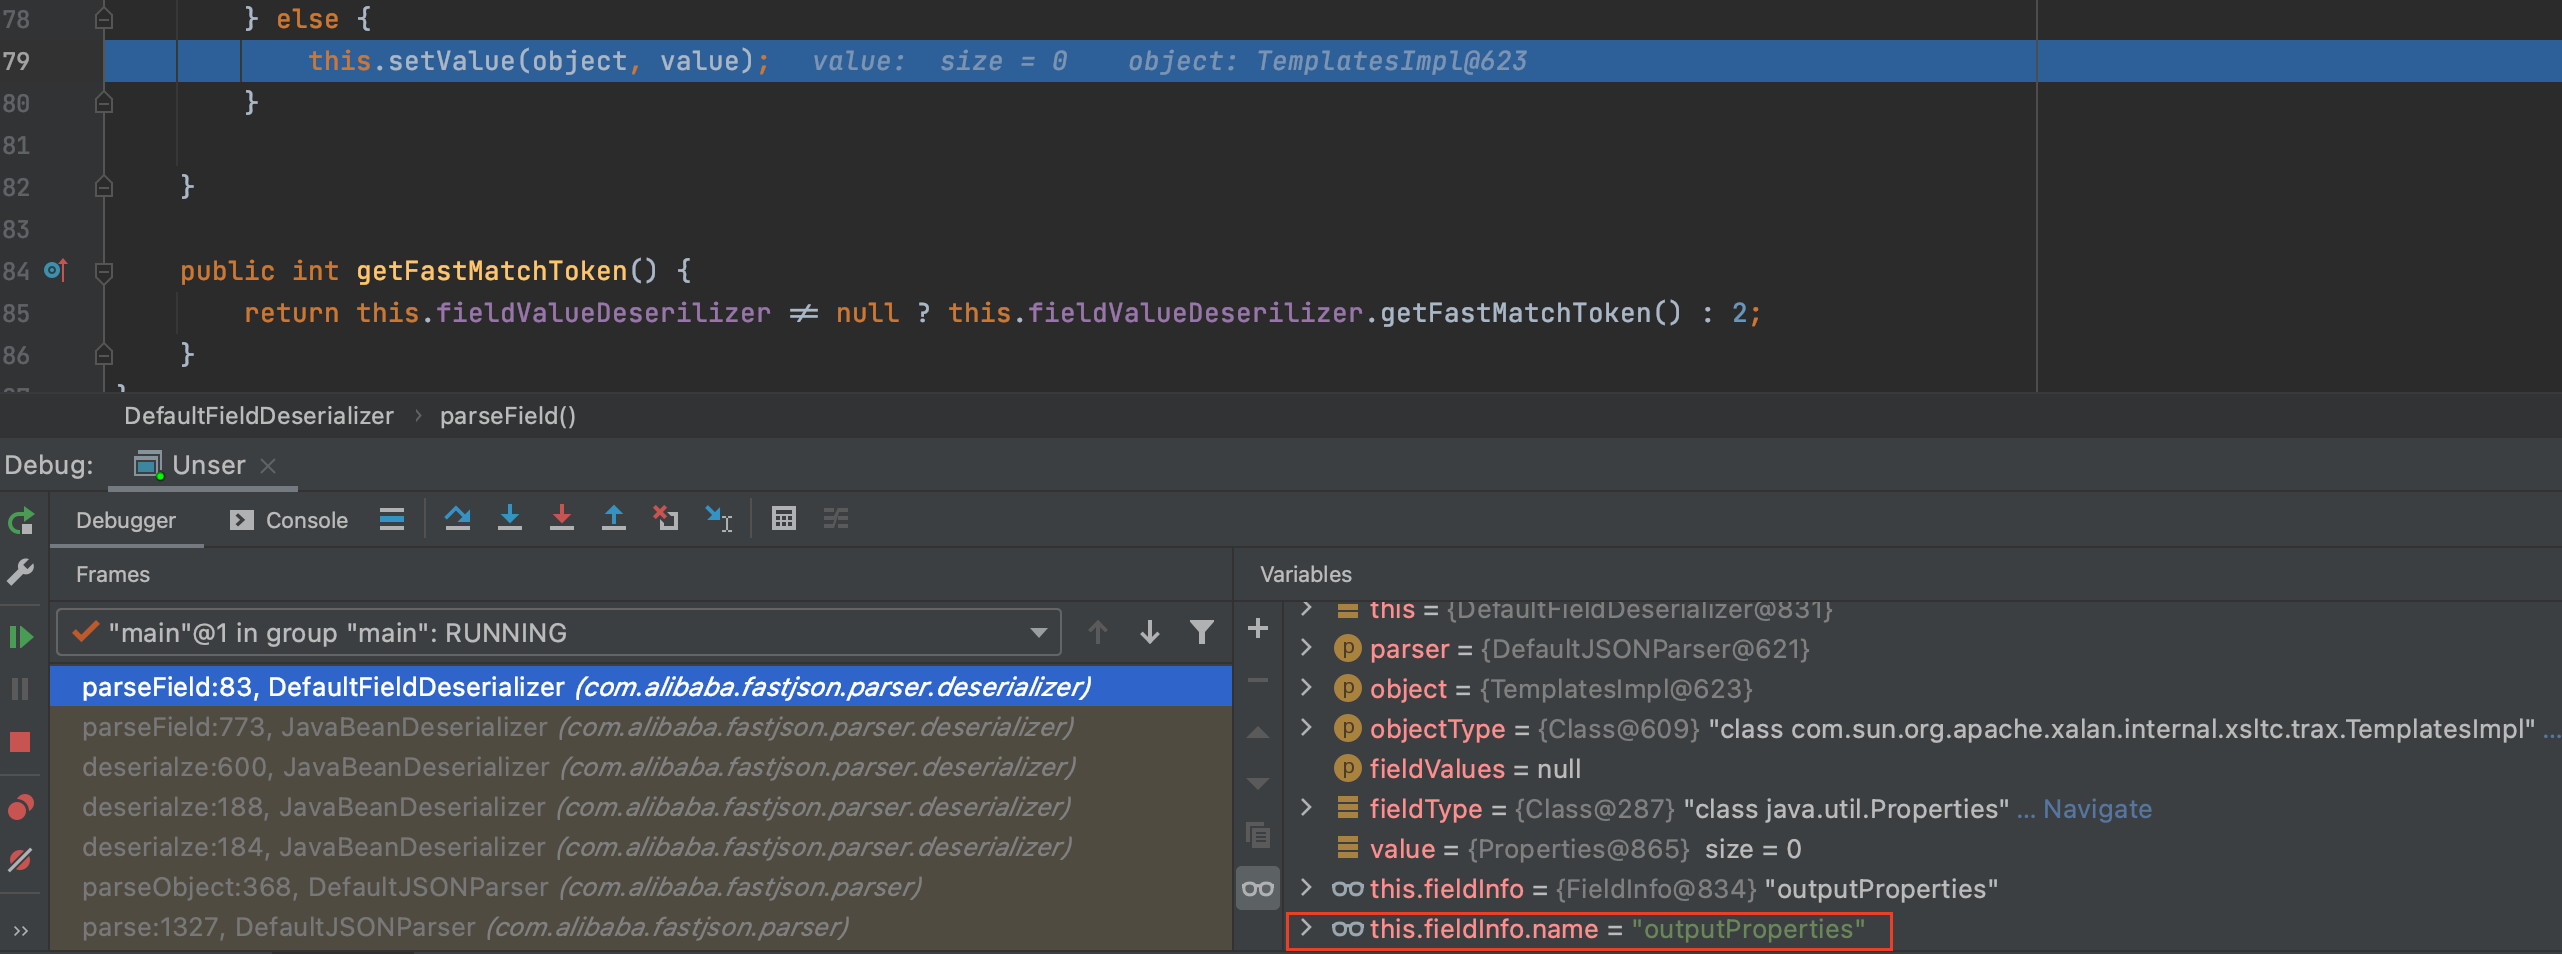 78 } else {
79 this.setValue(object, value); value: size = 0 object: TemplatesImpl@623
80 }
81
82 }
83
84 public int getFastMatchToken() {
85 return this.fieldValueDeserilizer ≠ null ? this.fieldValueDeserilizer.getFastMatchToken() : 2;
86 }
DefaultFieldDeserializer › parseField()
Debug: Unser
Debugger Console
Frames
Variables
"main"@1 in group "main": RUNNING
parseField:83, DefaultFieldDeserializer (com.alibaba.fastjson.parser.deserializer)
parseField:773, JavaBeanDeserializer (com.alibaba.fastjson.parser.deserializer)
deserialze:600, JavaBeanDeserializer (com.alibaba.fastjson.parser.deserializer)
deserialze:188, JavaBeanDeserializer (com.alibaba.fastjson.parser.deserializer)
deserialze:184, JavaBeanDeserializer (com.alibaba.fastjson.parser.deserializer)
parseObject:368, DefaultJSONParser (com.alibaba.fastjson.parser)
parse:1327, DefaultJSONParser (com.alibaba.fastjson.parser)
this = {DefaultFieldDeserializer@831}
parser = {DefaultJSONParser@621}
object = {TemplatesImpl@623}
objectType = {Class@609} "class com.sun.org.apache.xalan.internal.xsltc.trax.TemplatesImpl" ...
fieldValues = null
fieldType = {Class@287} "class java.util.Properties" ... Navigate
value = {Properties@865} size = 0
this.fieldInfo = {FieldInfo@834} "outputProperties"
this.fieldInfo.name = "outputProperties"